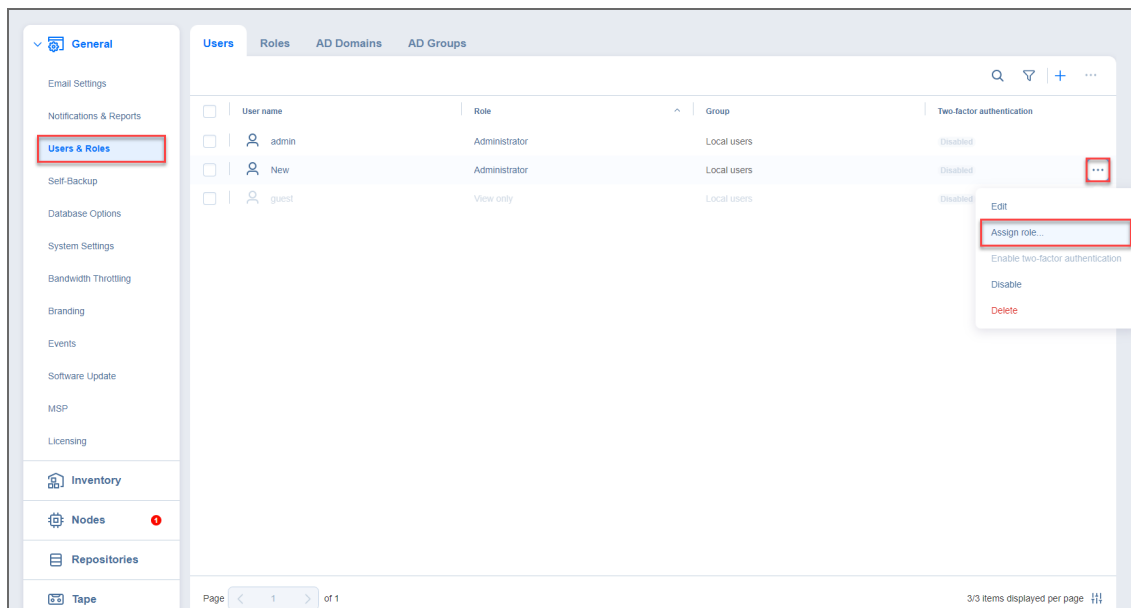 General
Email Settings
Notifications & Reports
Users & Roles
Self-Backup
Database Options
System Settings
Bandwidth Throttling
Branding
Events
Software Update
MSP
Licensing
Inventory
Nodes 1
Repositories
Tape
Users Roles AD Domains AD Groups
User name Role Group Two-factor authentication
admin Administrator Local users Disabled
New Administrator Local users Disabled
guest View only Local users Disabled
Edit
Assign role...
Enable two-factor authentication
Disable
Delete
Page 1 of 1 3/3 items displayed per page